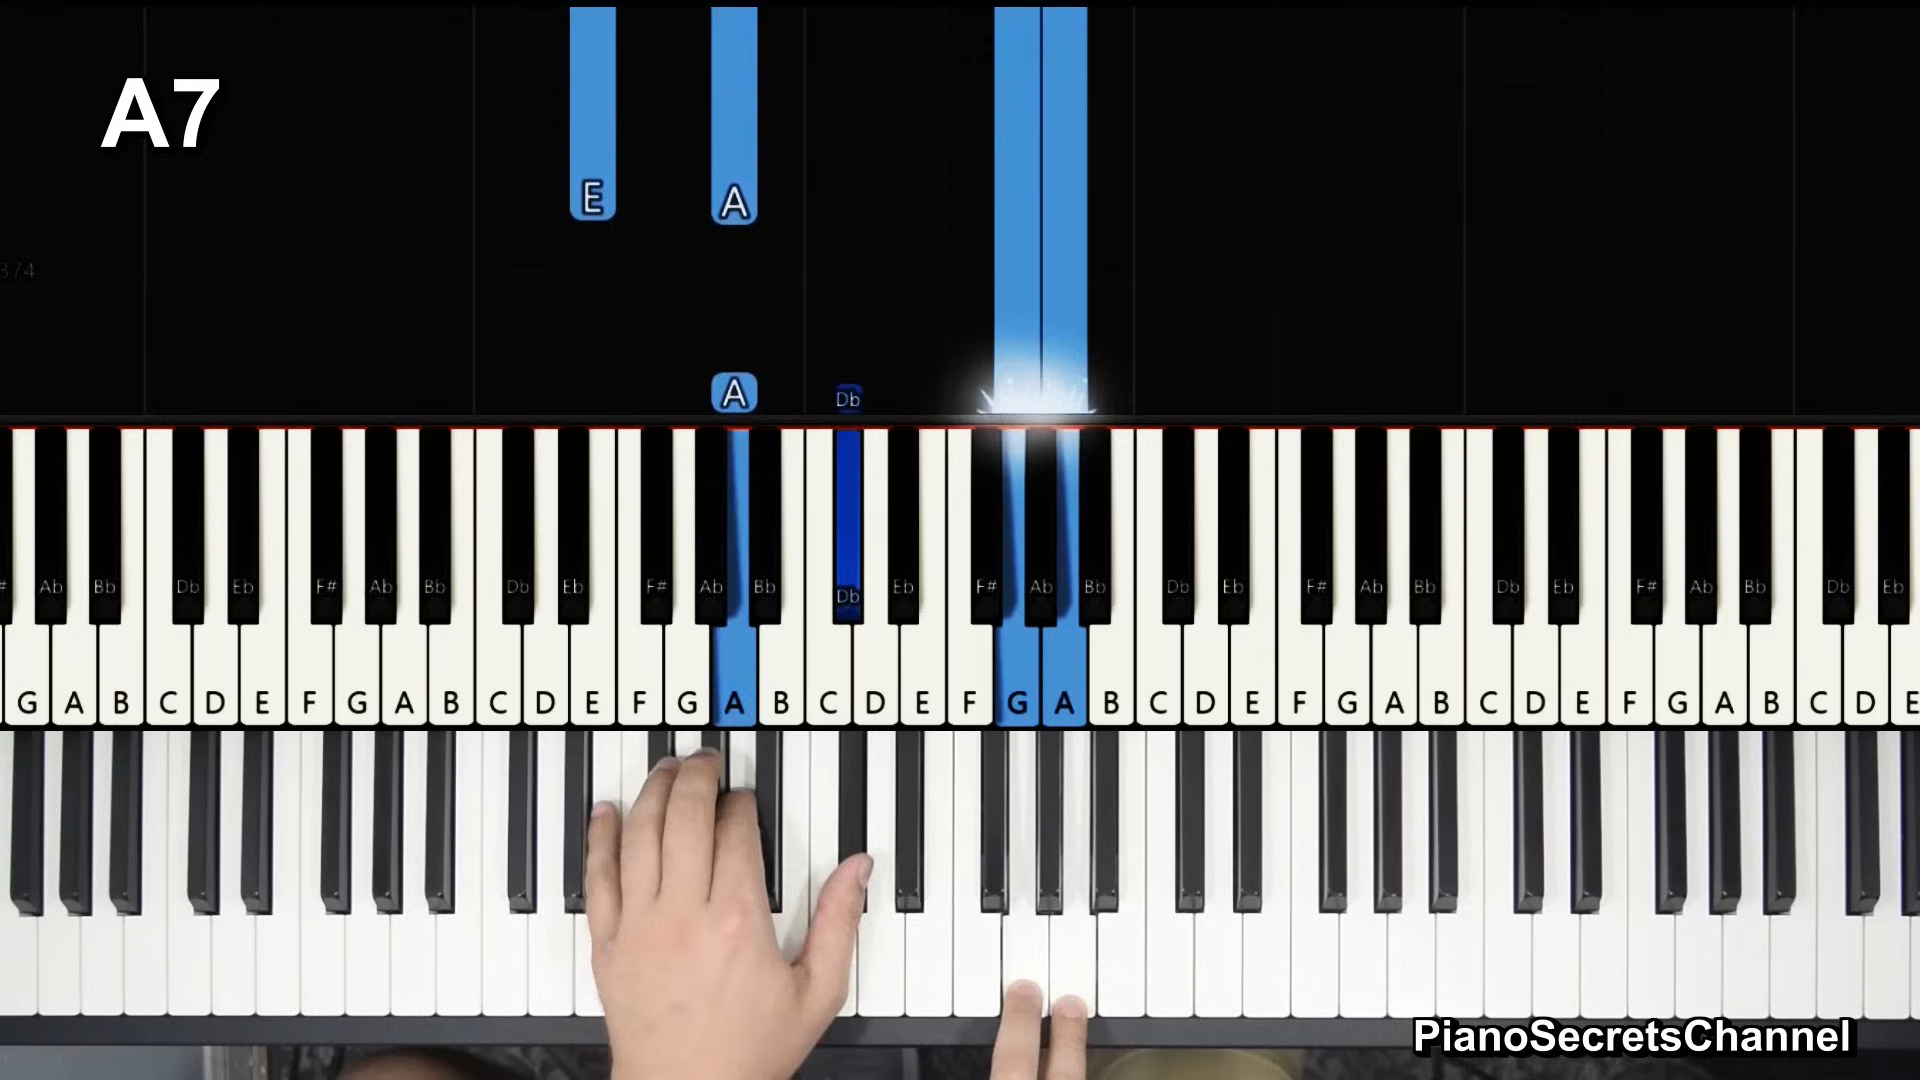 A7
E A
374
A Db
# Ab Bb Db Eb F# Ab Bb Db Eb F# Ab Bb Db Eb F# Ab Bb Db Eb F# Ab Bb Db Eb F# Ab Bb Db Eb
G A B C D E F G A B C D E F G A B C D E F G A B C D E F G A B C D E F G A B C D E
PianoSecretsChannel